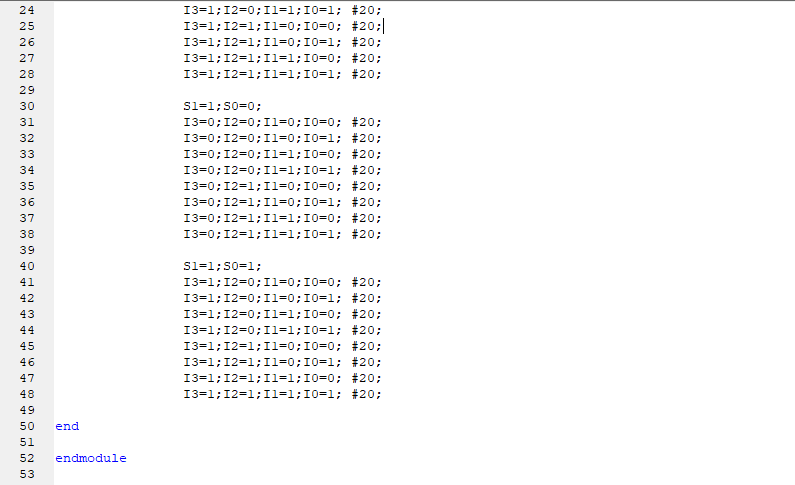 24 I3=1;I2=0;I1=1;I0=1; #20;
25 I3=1;I2=1;I1=0;I0=0; #20;
26 I3=1;I2=1;I1=0;I0=1; #20;
27 I3=1;I2=1;I1=1;I0=0; #20;
28 I3=1;I2=1;I1=1;I0=1; #20;
29
30 S1=1;S0=0;
31 I3=0;I2=0;I1=0;I0=0; #20;
32 I3=0;I2=0;I1=0;I0=1; #20;
33 I3=0;I2=0;I1=1;I0=0; #20;
34 I3=0;I2=0;I1=1;I0=1; #20;
35 I3=0;I2=1;I1=0;I0=0; #20;
36 I3=0;I2=1;I1=0;I0=1; #20;
37 I3=0;I2=1;I1=1;I0=0; #20;
38 I3=0;I2=1;I1=1;I0=1; #20;
39
40 S1=1;S0=1;
41 I3=1;I2=0;I1=0;I0=0; #20;
42 I3=1;I2=0;I1=0;I0=1; #20;
43 I3=1;I2=0;I1=1;I0=0; #20;
44 I3=1;I2=0;I1=1;I0=1; #20;
45 I3=1;I2=1;I1=0;I0=0; #20;
46 I3=1;I2=1;I1=0;I0=1; #20;
47 I3=1;I2=1;I1=1;I0=0; #20;
48 I3=1;I2=1;I1=1;I0=1; #20;
49
50 end
51
52 endmodule
53